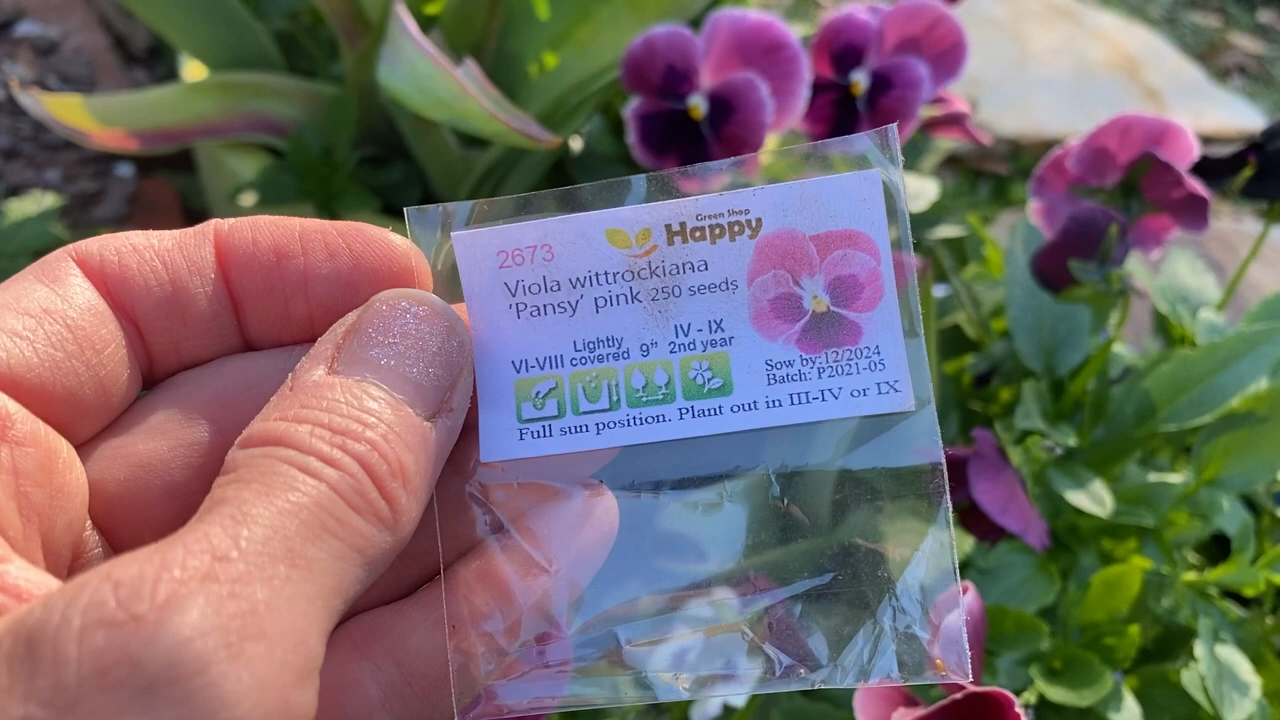 2673
Green Shop
Happy
Viola wittrockiana
'Pansy' pink 250 seeds
VI-VIII Lightly covered 9" IV - IX 2nd year
Sow by:12/2024
Batch: P2021-05
Full sun position. Plant out in III-IV or IX